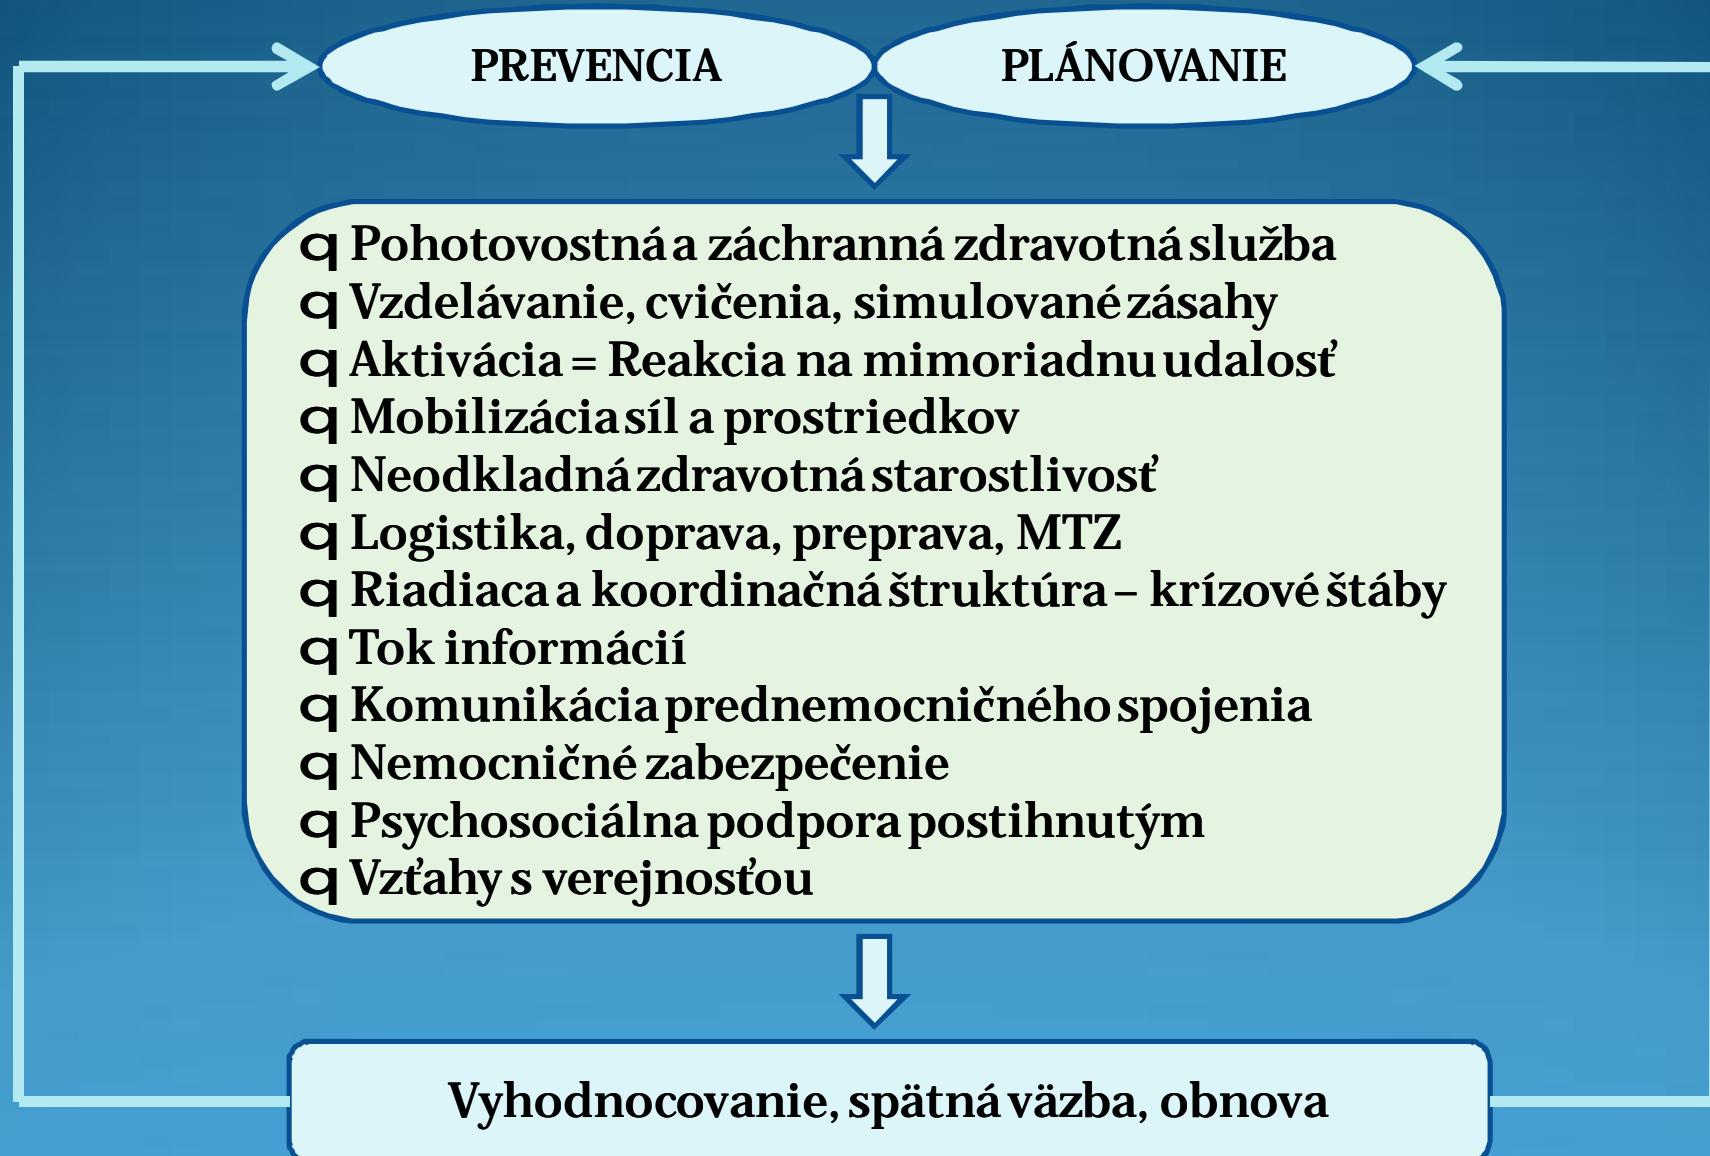 PREVENCIA
PLÁNOVANIE
q Pohotovostná a záchranná zdravotná služba
q Vzdelávanie, cvičenia, simulované zásahy
q Aktivácia = Reakcia na mimoriadnu udalosť
q Mobilizácia síl a prostriedkov
q Neodkladná zdravotná starostlivosť
q Logistika, doprava, preprava, MTZ
q Riadiaca a koordinačná štruktúra – krízové štáby
q Tok informácií
q Komunikácia prednemocničného spojenia
q Nemocničné zabezpečenie
q Psychosociálna podpora postihnutým
q Vzťahy s verejnosťou
Vyhodnocovanie, spätná väzba, obnova